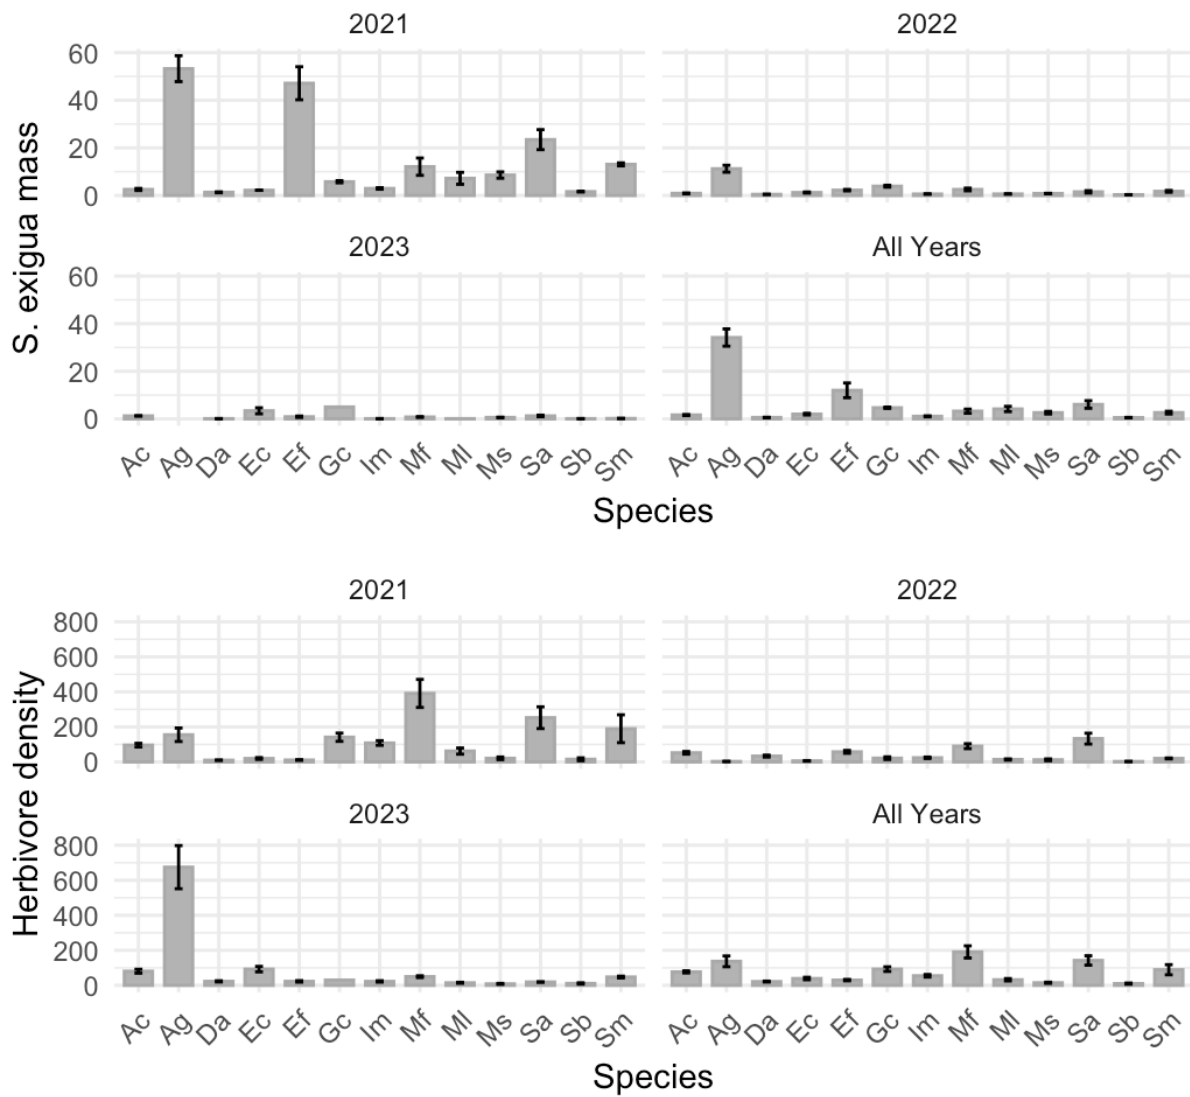 2021 2022
60
40
20
0
S. exigua mass
2023 All Years
60
40
20
0
Ac Ag Da Ec Ef Gc Im Mf Ml Ms Sa Sb Sm Ac Ag Da Ec Ef Gc Im Mf Ml Ms Sa Sb Sm
Species
2021 2022
800
600
400
200
0
Herbivore density
2023 All Years
800
600
400
200
0
Ac Ag Da Ec Ef Gc Im Mf Ml Ms Sa Sb Sm Ac Ag Da Ec Ef Gc Im Mf Ml Ms Sa Sb Sm
Species